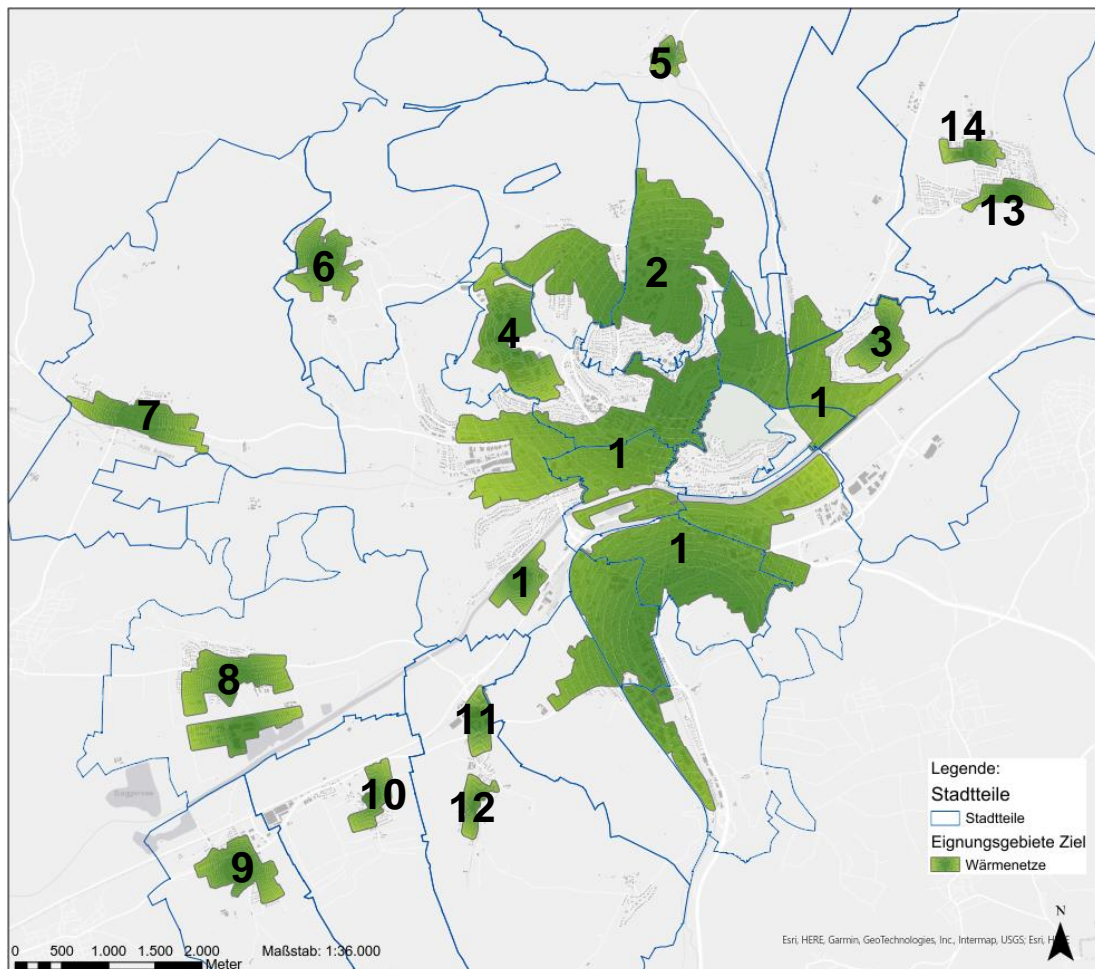 5
14
13
2
6
4
3
7
1
1
1
1
8
11
10
12
9
Legende:
Stadtteile
Stadtteile
Eignungsgebiete Ziel
Wärmenetze
N
0 500 1.000 1.500 2.000 Maßstab: 1:36.000
Meter
Esri, HERE, Garmin, GeoTechnologies, Inc., Intermap, USGS; Esri,